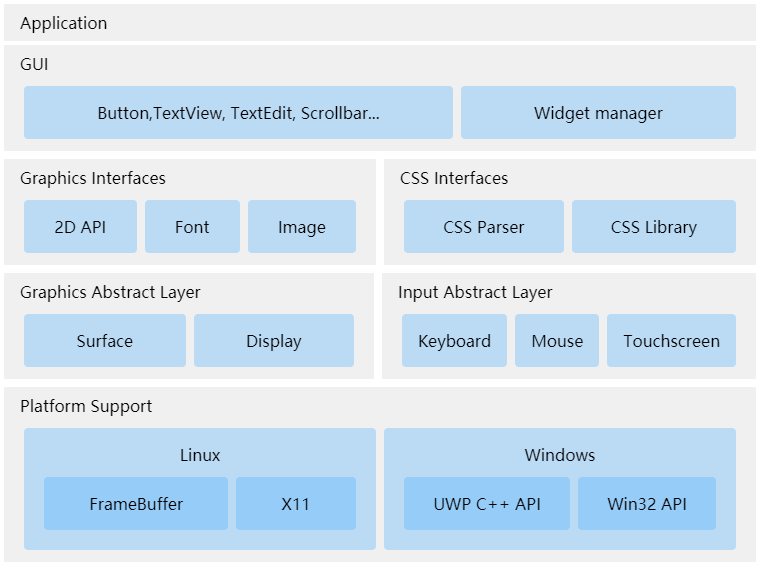 Application
GUI
Button,TextView, TextEdit, Scrollbar...
Widget manager
Graphics Interfaces
2D API
Font
Image
CSS Interfaces
CSS Parser
CSS Library
Graphics Abstract Layer
Surface
Display
Input Abstract Layer
Keyboard
Mouse
Touchscreen
Platform Support
Linux
FrameBuffer
X11
Windows
UWP C++ API
Win32 API